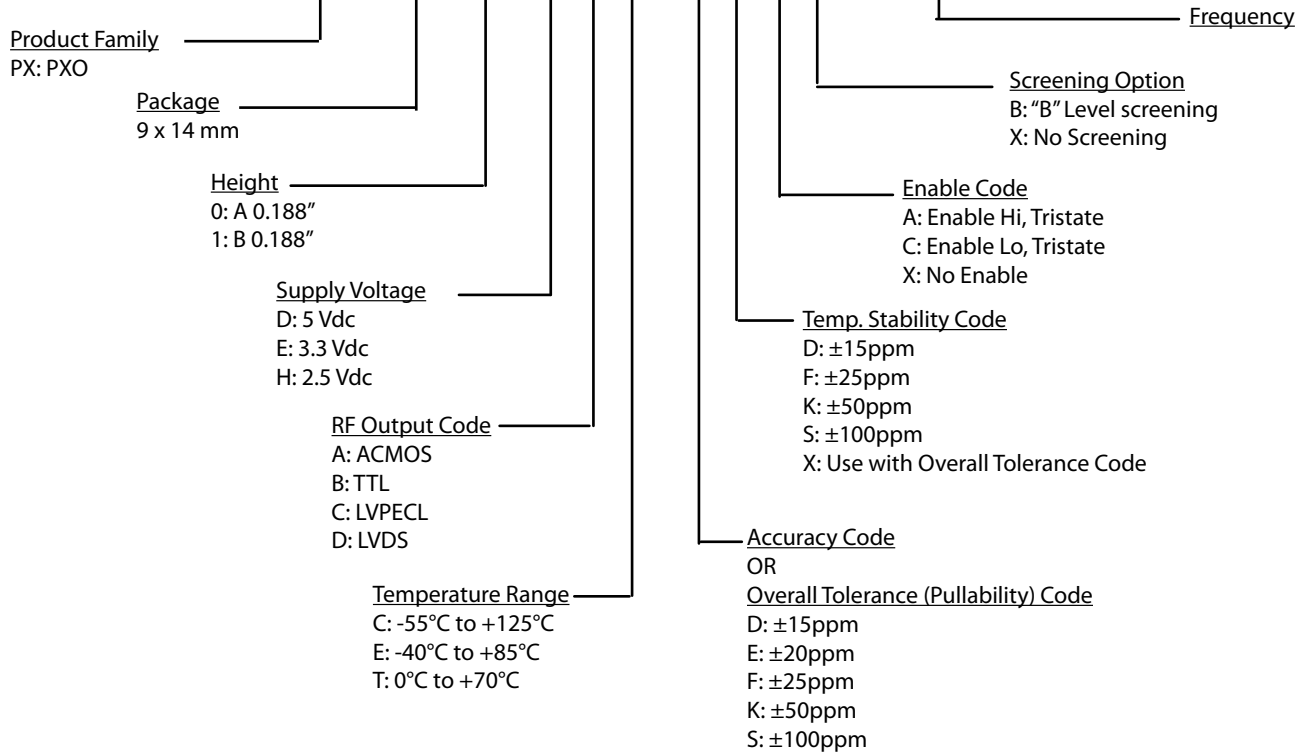 Frequency
Product Family
PX: PXO
Package
9 x 14 mm
Height
0: A 0.188”
1: B 0.188”
Supply Voltage
D: 5 Vdc
E: 3.3 Vdc
H: 2.5 Vdc
RF Output Code
A: ACMOS
B: TTL
C: LVPECL
D: LVDS
Temperature Range
C: -55°C to +125°C
E: -40°C to +85°C
T: 0°C to +70°C
Screening Option
B: “B” Level screening
X: No Screening
Enable Code
A: Enable Hi, Tristate
C: Enable Lo, Tristate
X: No Enable
Temp. Stability Code
D: ±15ppm
F: ±25ppm
K: ±50ppm
S: ±100ppm
X: Use with Overall Tolerance Code
Accuracy Code
OR
Overall Tolerance (Pullability) Code
D: ±15ppm
E: ±20ppm
F: ±25ppm
K: ±50ppm
S: ±100ppm